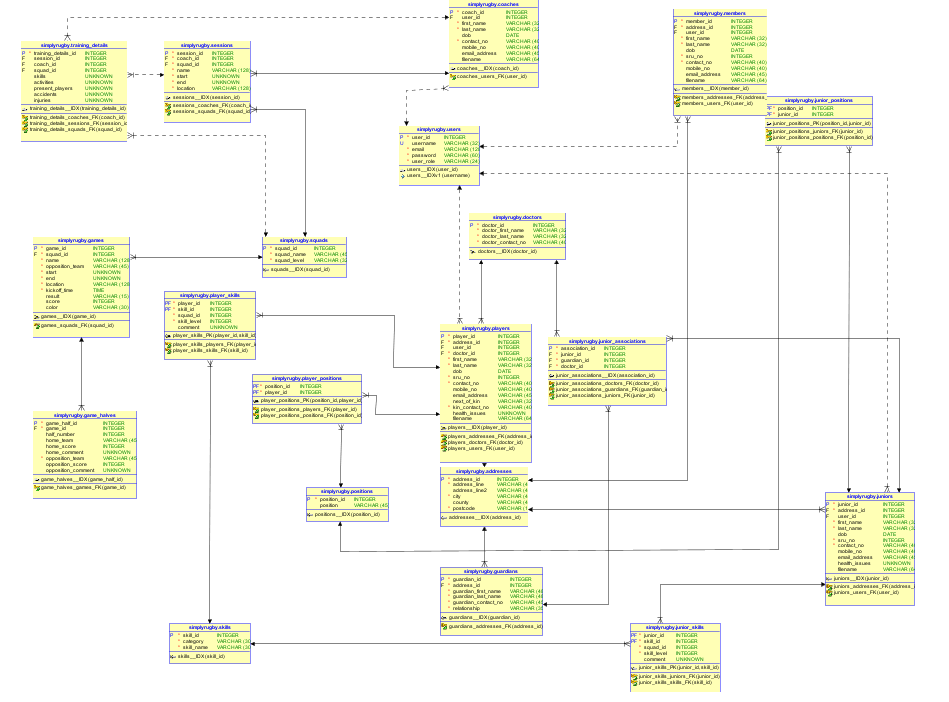 simplyrugby.coaches
P * coach_id INTEGER
F * user_id INTEGER
* first_name VARCHAR (32
* last_name VARCHAR (32
dob DATE
* contact_no VARCHAR (40
* mobile_no VARCHAR (40
* email_address VARCHAR (45
filename VARCHAR (64
coaches__IDX (coach_id)
coaches_users_FK (user_id)
simplyrugby.members
P * member_id INTEGER
F * address_id INTEGER
F * user_id INTEGER
* first_name VARCHAR (32)
* last_name VARCHAR (32)
dob DATE
* sru_no INTEGER
* contact_no VARCHAR (40)
mobile_no VARCHAR (40)
email_address VARCHAR (45)
filename VARCHAR (64)
members__IDX (member_id)
members_addresses_FK (address_
members_users_FK (user_id)
simplyrugby.training_details
P * training_details_id INTEGER
F * session_id INTEGER
F * coach_id INTEGER
F * squad_id INTEGER
skills UNKNOWN
activities UNKNOWN
present_players UNKNOWN
accidents UNKNOWN
injuries UNKNOWN
training_details__IDX (training_details_id)
training_details_coaches_FK (coach_id)
training_details_sessions_FK (session_i
training_details_squads_FK (squad_id)
simplyrugby.sessions
P * session_id INTEGER
F * coach_id INTEGER
F * squad_id INTEGER
* name VARCHAR (128
* start UNKNOWN
* end UNKNOWN
* location VARCHAR (128
sessions__IDX (session_id)
sessions_coaches_FK (coach_i
sessions_squads_FK (squad_id
simplyrugby.junior_positions
PF * position_id INTEGER
PF * junior_id INTEGER
junior_positions_PK (position_id, junior_id)
junior_positions_juniors_FK (junior_id)
junior_positions_positions_FK (position_id)
simplyrugby.users
P * user_id INTEGER
U * username VARCHAR (32)
* email VARCHAR (12
* password VARCHAR (60)
* user_role VARCHAR (24)
users__IDX (user_id)
users__IDXv1 (username)
simplyrugby.doctors
P * doctor_id INTEGER
* doctor_first_name VARCHAR (32
* doctor_last_name VARCHAR (32
* doctor_contact_no VARCHAR (40
doctors__IDX (doctor_id)
simplyrugby.games
P * game_id INTEGER
F * squad_id INTEGER
* name VARCHAR (128
* opposition_team VARCHAR (45)
* start UNKNOWN
* end UNKNOWN
* location VARCHAR (128
* kickoff_time TIME
result VARCHAR (15)
score INTEGER
color VARCHAR (30)
games__IDX (game_id)
games_squads_FK (squad_id)
simplyrugby.squads
P * squad_id INTEGER
* squad_name VARCHAR (4
* squad_level VARCHAR (3
squads__IDX (squad_id)
simplyrugby.player_skills
PF * player_id INTEGER
PF * skill_id INTEGER
* squad_id INTEGER
* skill_level INTEGER
comment UNKNOWN
player_skills_PK (player_id, skill_id
player_skills_players_FK (player_i
player_skills_skills_FK (skill_id)
simplyrugby.players
P * player_id INTEGER
F * address_id INTEGER
F * user_id INTEGER
F * doctor_id INTEGER
* first_name VARCHAR (32
* last_name VARCHAR (32
dob DATE
* sru_no INTEGER
* contact_no VARCHAR (40
* mobile_no VARCHAR (40
* email_address VARCHAR (45
* next_of_kin VARCHAR (32
* kin_contact_no VARCHAR (40
health_issues UNKNOWN
filename VARCHAR (64
players__IDX (player_id)
players_addresses_FK (address_i
players_doctors_FK (doctor_id)
players_users_FK (user_id)
simplyrugby.junior_associations
P * association_id INTEGER
F * junior_id INTEGER
F * guardian_id INTEGER
F * doctor_id INTEGER
junior_associations__IDX (association_id)
junior_associations_doctors_FK (doctor_id)
junior_associations_guardians_FK (guardian_i
junior_associations_juniors_FK (junior_id)
simplyrugby.player_positions
PF * position_id INTEGER
PF * player_id INTEGER
player_positions_PK (position_id, player_id)
player_positions_players_FK (player_id)
player_positions_positions_FK (position_id)
simplyrugby.game_halves
P * game_half_id INTEGER
F * game_id INTEGER
half_number INTEGER
home_team VARCHAR (45
home_score INTEGER
home_comment UNKNOWN
* opposition_team VARCHAR (45
opposition_score INTEGER
opposition_comment UNKNOWN
game_halves__IDX (game_half_id)
game_halves_games_FK (game_id)
simplyrugby.addresses
P * address_id INTEGER
* address_line VARCHAR (4
address_line2 VARCHAR (4
* city VARCHAR (4
county VARCHAR (4
* postcode VARCHAR (1
addresses__IDX (address_id)
simplyrugby.positions
P * position_id INTEGER
position VARCHAR (45
positions__IDX (position_id)
simplyrugby.juniors
P * junior_id INTEGER
F * address_id INTEGER
F * user_id INTEGER
* first_name VARCHAR (3
* last_name VARCHAR (3
dob DATE
* sru_no INTEGER
* contact_no VARCHAR (4
mobile_no VARCHAR (4
email_address VARCHAR (4
health_issues UNKNOWN
filename VARCHAR (6
juniors__IDX (junior_id)
juniors_addresses_FK (address_
juniors_users_FK (user_id)
simplyrugby.guardians
P * guardian_id INTEGER
F * address_id INTEGER
* guardian_first_name VARCHAR (4
* guardian_last_name VARCHAR (4
* guardian_contact_no VARCHAR (4
* relationship VARCHAR (3
guardians__IDX (guardian_id)
guardians_addresses_FK (address_id)
simplyrugby.skills
P * skill_id INTEGER
* category VARCHAR (30
* skill_name VARCHAR (30
skills__IDX (skill_id)
simplyrugby.junior_skills
PF * junior_id INTEGER
PF * skill_id INTEGER
* squad_id INTEGER
* skill_level INTEGER
comment UNKNOWN
junior_skills_PK (junior_id, skill_id)
junior_skills_juniors_FK (junior_id)
junior_skills_skills_FK (skill_id)